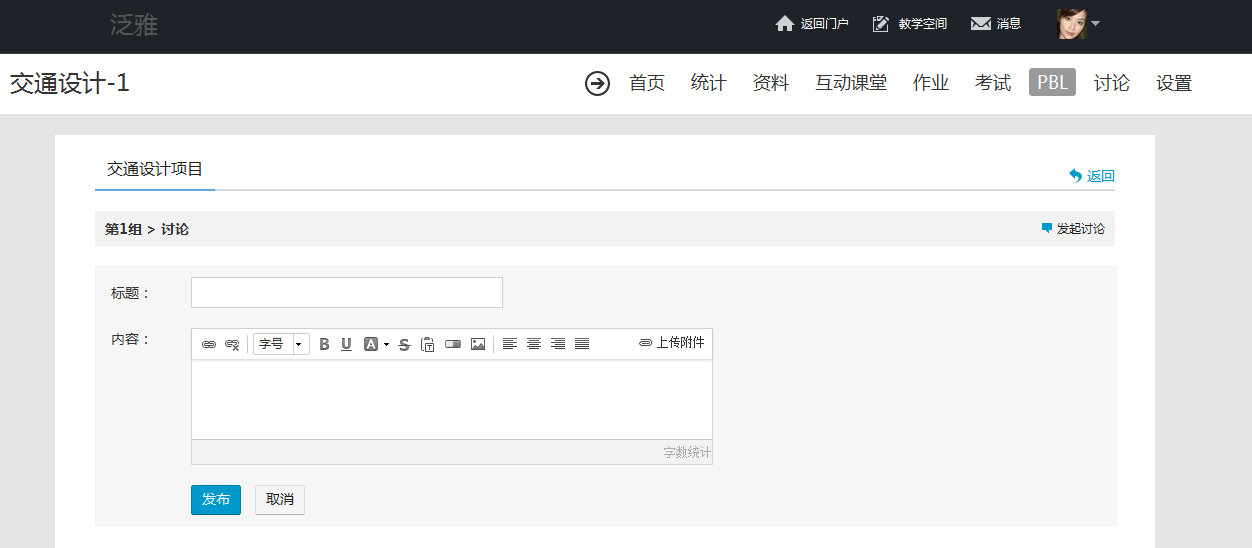 泛雅 返回门户 教学空间 消息
交通设计-1 首页 统计 资料 互动课堂 作业 考试 PBL 讨论 设置
交通设计项目 返回
第1组 > 讨论 发起讨论
标题：
内容： 字号 B U A S T 上传附件
字数统计
发布 取消